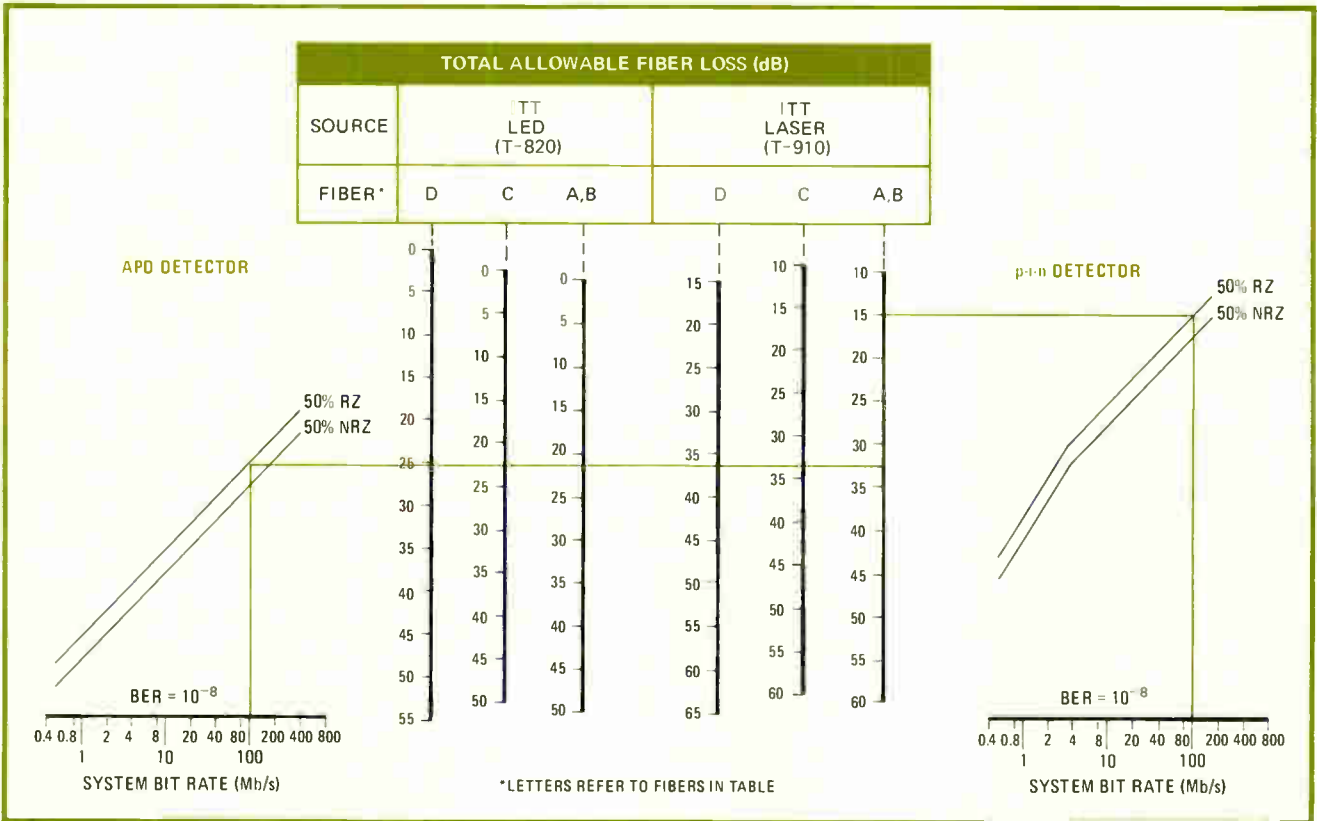 TOTAL ALLOWABLE FIBER LOSS (dB)
SOURCE
ITT
LED
(T-820)
ITT
LASER
(T-910)
FIBER*
D
C
A,B
D
C
A,B
APD DETECTOR
50% RZ
50% NRZ
BER = 10⁻⁸
0.4 0.8 2 4 8 20 40 80 200 400 800
1 10 100
SYSTEM BIT RATE (Mb/s)
0
5
10
15
20
25
30
35
40
45
50
55
0
5
10
15
20
25
30
35
40
45
50
0
5
10
15
20
25
30
35
40
45
50
15
20
25
30
35
40
45
50
55
60
65
10
15
20
25
30
35
40
45
50
55
60
10
15
20
25
30
35
40
45
50
55
60
p-i-n DETECTOR
50% RZ
50% NRZ
BER = 10⁻⁸
0.4 0.8 2 4 8 20 40 80 200 400 800
1 10 100
SYSTEM BIT RATE (Mb/s)
*LETTERS REFER TO FIBERS IN TABLE